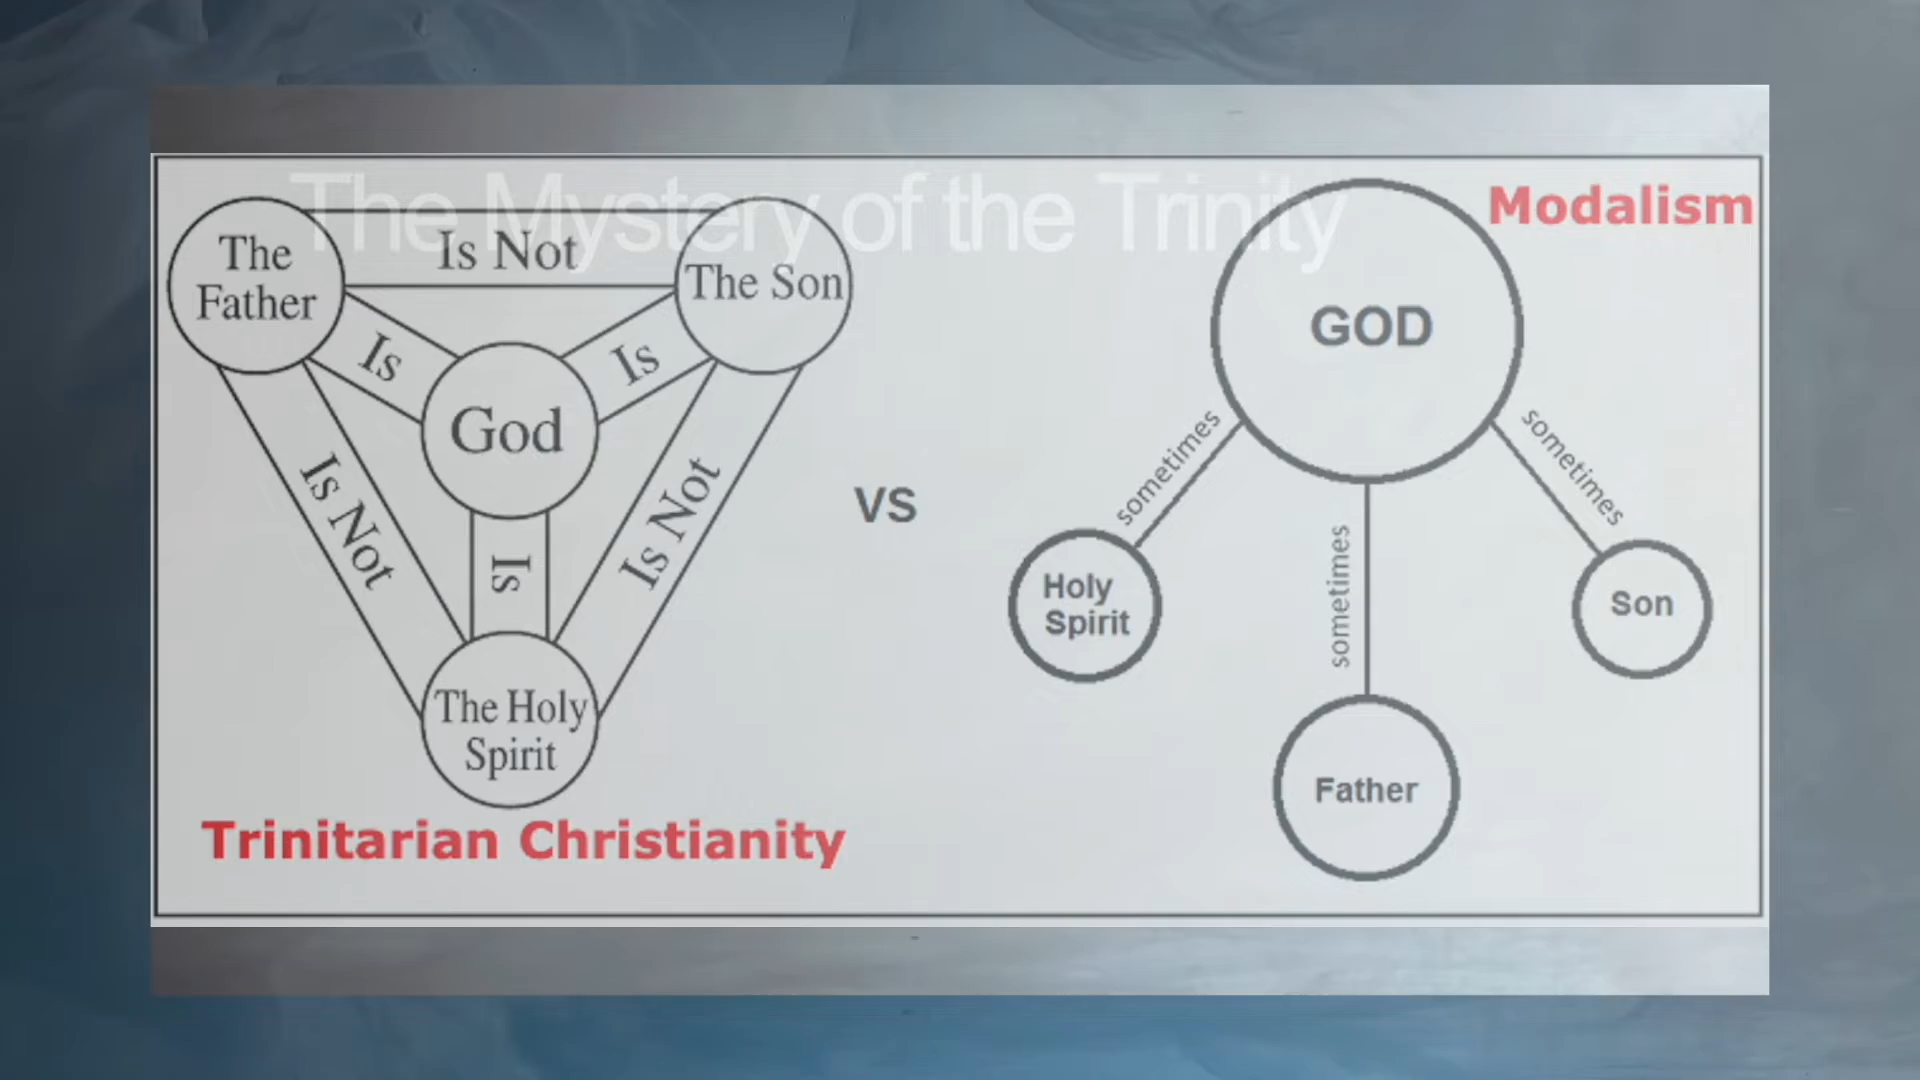 The Mystery of the Trinity
The
Father
Is Not
The Son
Is
Is
God
Is Not
Is
Is Not
The Holy
Spirit
Trinitarian Christianity
VS
Modalism
GOD
sometimes
sometimes
sometimes
Holy
Spirit
Son
Father